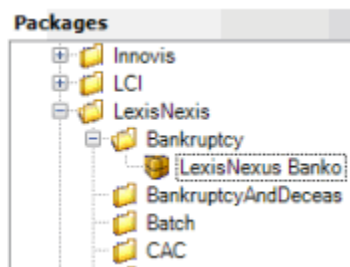 Packages
Innovis
LCI
LexisNexis
Bankruptcy
LexisNexus Banko
BankruptcyAndDeceas
Batch
CAC